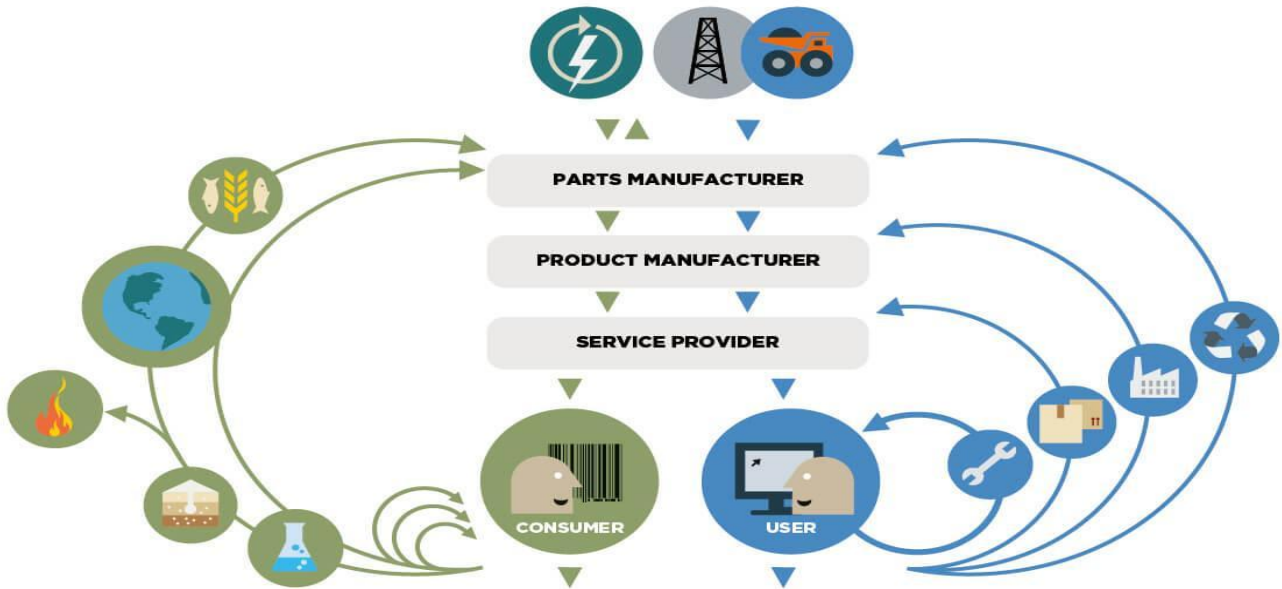 PARTS MANUFACTURER
PRODUCT MANUFACTURER
SERVICE PROVIDER
CONSUMER
USER